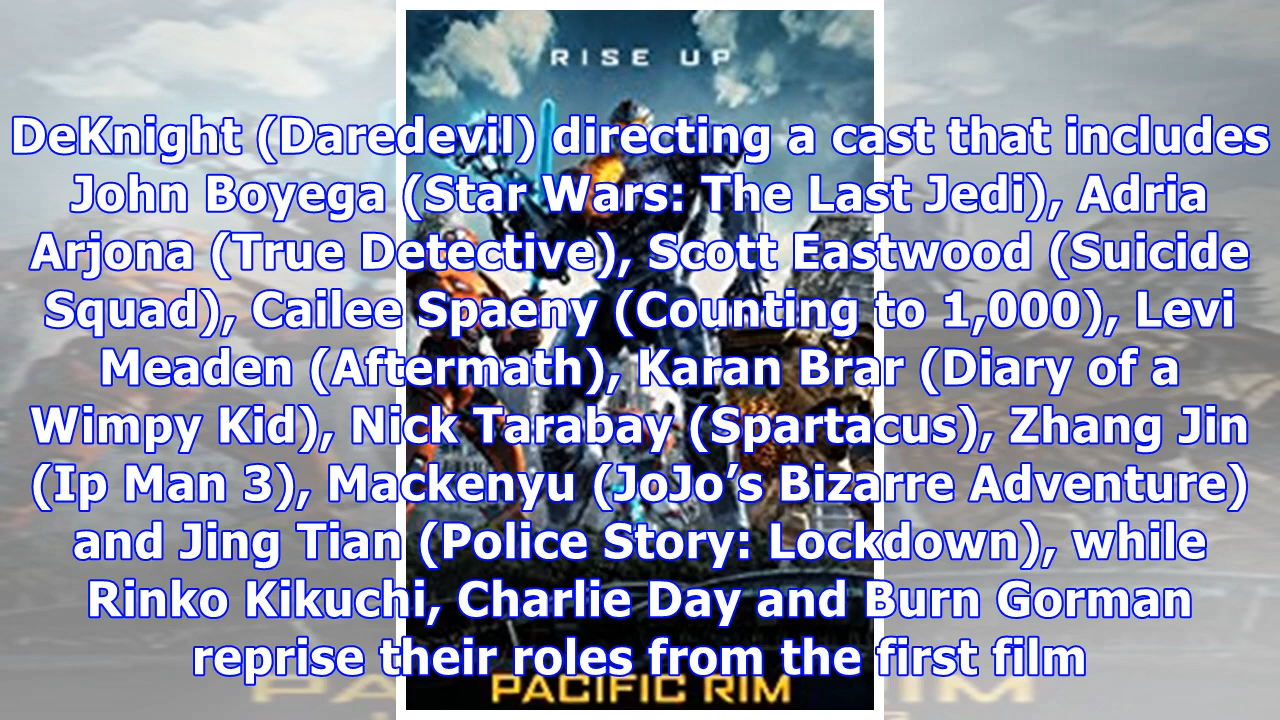 RISE UP
DeKnight (Daredevil) directing a cast that includes
John Boyega (Star Wars: The Last Jedi), Adria
Arjona (True Detective), Scott Eastwood (Suicide
Squad), Cailee Spaeny (Counting to 1,000), Levi
Meaden (Aftermath), Karan Brar (Diary of a
Wimpy Kid), Nick Tarabay (Spartacus), Zhang Jin
(Ip Man 3), Mackenyu (JoJo’s Bizarre Adventure)
and Jing Tian (Police Story: Lockdown), while
Rinko Kikuchi, Charlie Day and Burn Gorman
reprise their roles from the first film
PACIFIC RIM